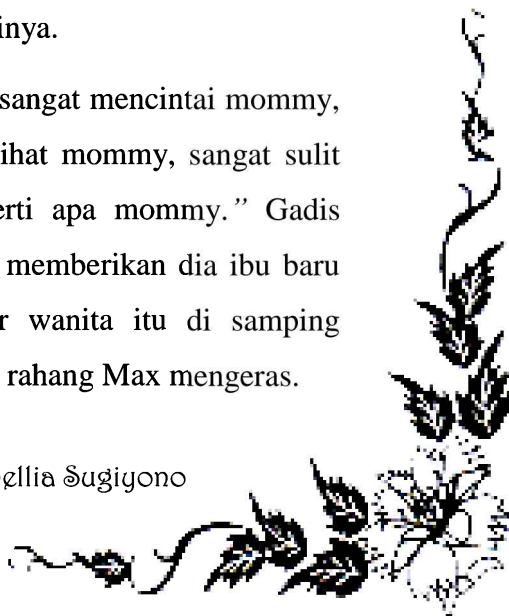 inya.
sangat mencintai mommy,
ihat mommy, sangat sulit
erti apa mommy.” Gadis
memberikan dia ibu baru
r wanita itu di samping
rahang Max mengeras.
ellia Sugiyono